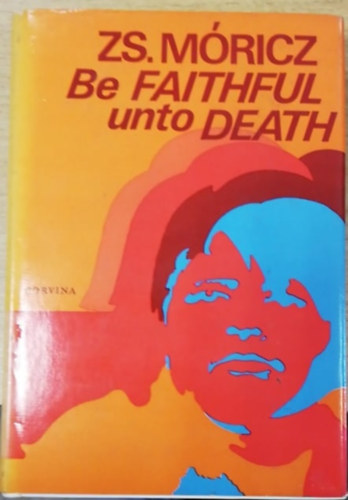 ZS. MÓRICZ
Be FAITHFUL
unto DEATH
CORVINA